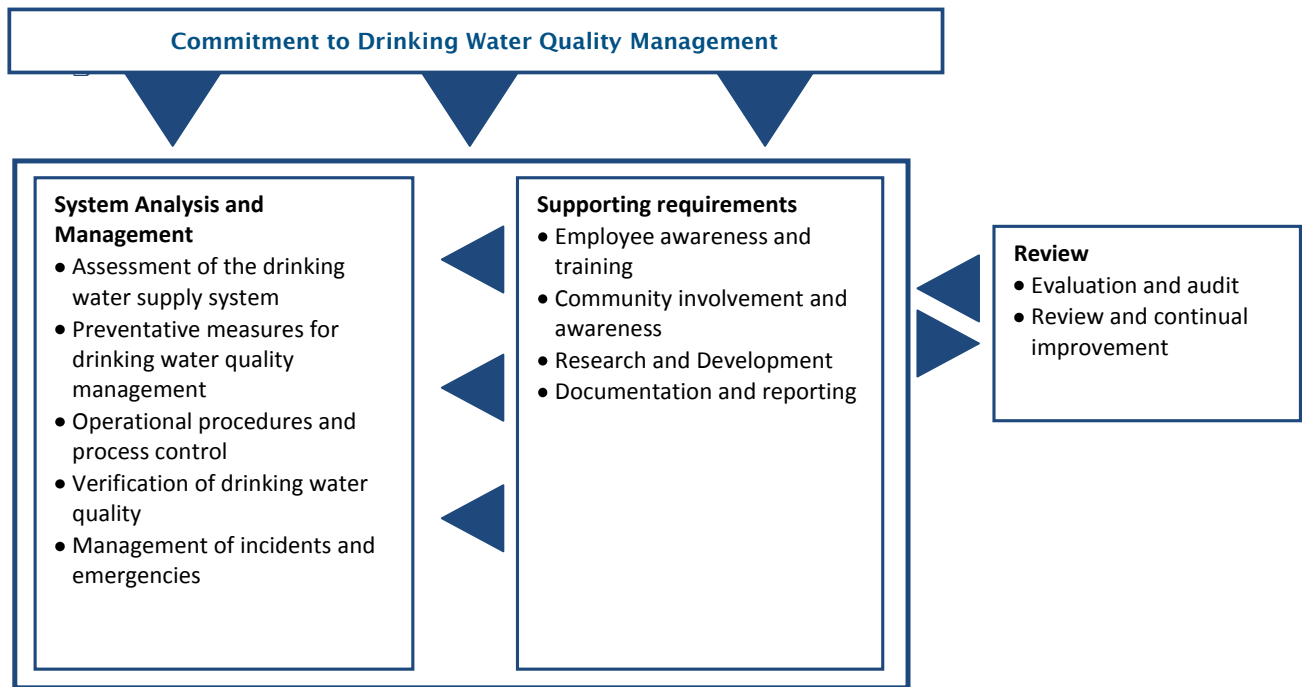 Commitment to Drinking Water Quality Management
System Analysis and
Management
• Assessment of the drinking
water supply system
• Preventative measures for
drinking water quality
management
• Operational procedures and
process control
• Verification of drinking water
quality
• Management of incidents and
emergencies
Supporting requirements
• Employee awareness and
training
• Community involvement and
awareness
• Research and Development
• Documentation and reporting
Review
• Evaluation and audit
• Review and continual
improvement